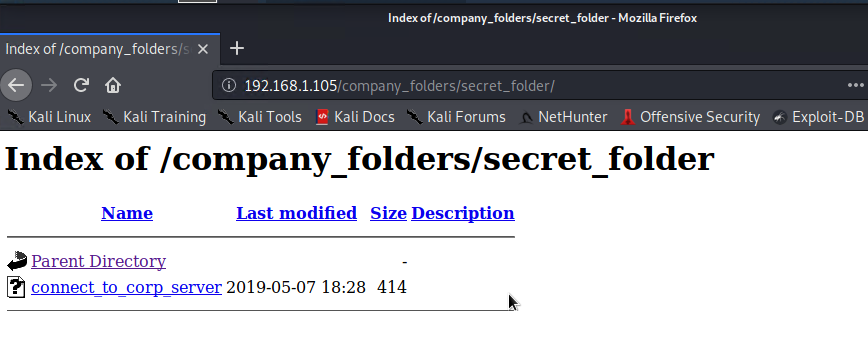 Index of /company_folders/secret_folder - Mozilla Firefox
Index of /company_folders/s
192.168.1.105/company_folders/secret_folder/
Kali Linux Kali Training Kali Tools Kali Docs Kali Forums NetHunter Offensive Security Exploit-DB
Index of /company_folders/secret_folder
Name Last modified Size Description
Parent Directory -
connect_to_corp_server 2019-05-07 18:28 414